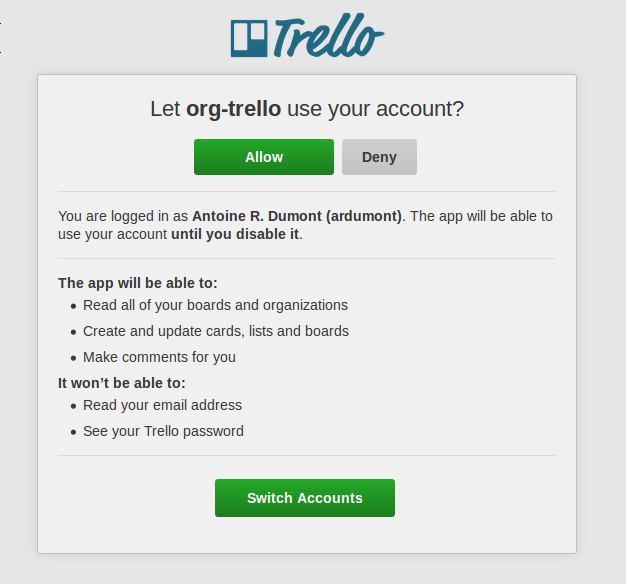 Trello
Let org-trello use your account?
Allow Deny
You are logged in as Antoine R. Dumont (ardumont). The app will be able to
use your account until you disable it.
The app will be able to:
• Read all of your boards and organizations
• Create and update cards, lists and boards
• Make comments for you
It won’t be able to:
• Read your email address
• See your Trello password
Switch Accounts